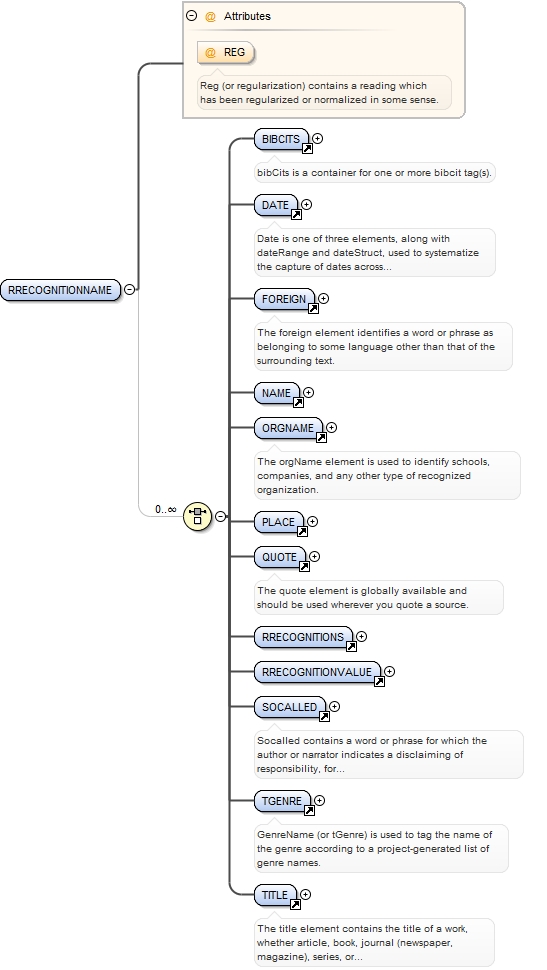 Attributes
@ REG
Reg (or regularization) contains a reading which
has been regularized or normalized in some sense.
BIBCITS
bibCits is a container for one or more bibcit tag(s).
DATE
Date is one of three elements, along with
dateRange and dateStruct, used to systematize
the capture of dates across...
RRECOGNITIONNAME
FOREIGN
The foreign element identifies a word or phrase as
belonging to some language other than that of the
surrounding text.
NAME
ORGNAME
The orgName element is used to identify schools,
companies, and any other type of recognized
organization.
0..∞
PLACE
QUOTE
The quote element is globally available and
should be used wherever you quote a source.
RRECOGNITIONS
RRECOGNITIONVALUE
SOCALLED
Socalled contains a word or phrase for which the
author or narrator indicates a disclaiming of
responsibility, for...
TGENRE
GenreName (or tGenre) is used to tag the name of
the genre according to a project-generated list of
genre names.
TITLE
The title element contains the title of a work,
whether article, book, journal (newspaper,
magazine), series, or...